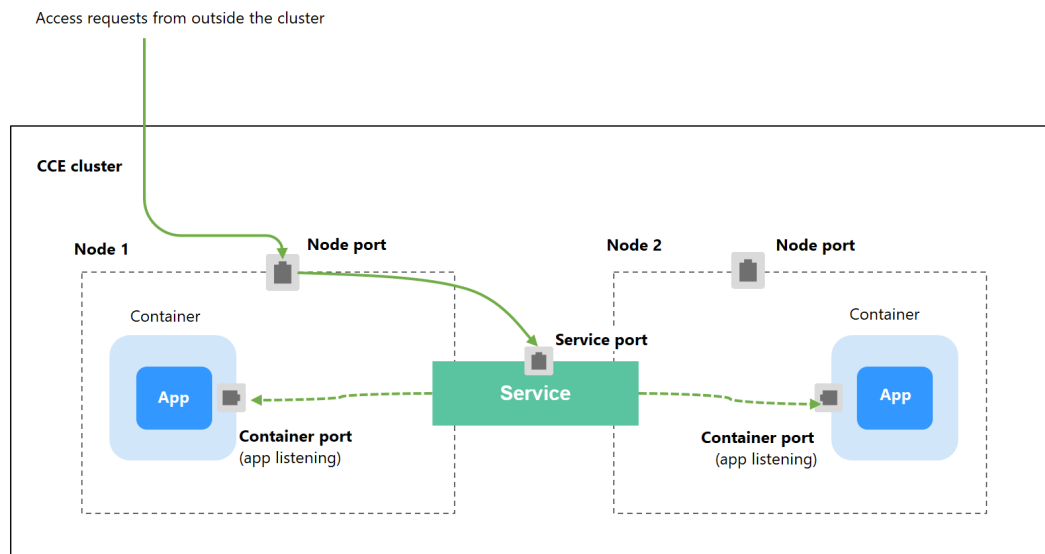 Access requests from outside the cluster
CCE cluster
Node 1
Node port
Node 2
Node port
Container
Container
Service port
App
Service
App
Container port
(app listening)
Container port
(app listening)